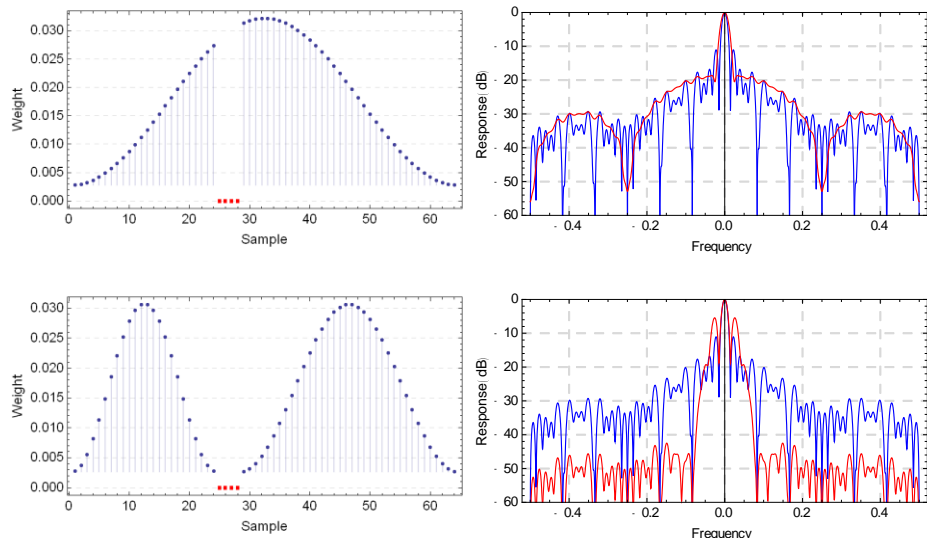 0.030
0.025
0.020
0.015
0.010
0.005
0.000
Weight
0 10 20 30 40 50 60
Sample
0
- 10
- 20
- 30
- 40
- 50
- 60
Response( dB)
- 0.4 - 0.2 0.0 0.2 0.4
Frequency
0.030
0.025
0.020
0.015
0.010
0.005
0.000
Weight
0 10 20 30 40 50 60
Sample
0
- 10
- 20
- 30
- 40
- 50
- 60
Response( dB)
- 0.4 - 0.2 0.0 0.2 0.4
Frequency